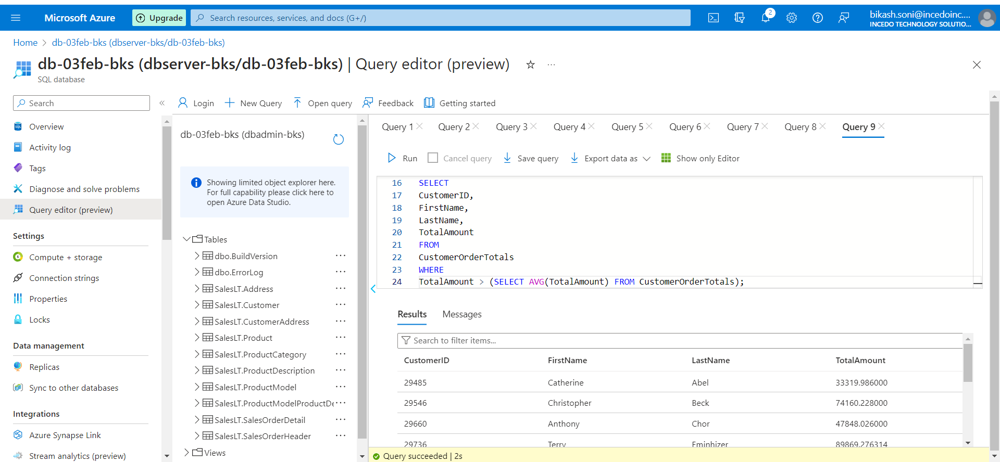 Microsoft Azure
Upgrade
Search resources, services, and docs (G+/)
2
bikash.soni@incedoinc....
INCEDO TECHNOLOGY SOLUTIO...
Home > db-03feb-bks (dbserver-bks/db-03feb-bks)
db-03feb-bks (dbserver-bks/db-03feb-bks) | Query editor (preview)
SQL database
Search
Overview
Activity log
Tags
Diagnose and solve problems
Query editor (preview)
Settings
Compute + storage
Connection strings
Properties
Locks
Data management
Replicas
Sync to other databases
Integrations
Azure Synapse Link
Stream analytics (preview)
Login
New Query
Open query
Feedback
Getting started
db-03feb-bks (dbadmin-bks)
Showing limited object explorer here.
For full capability please click here to
open Azure Data Studio.
Tables
dbo.BuildVersion
dbo.ErrorLog
SalesLT.Address
SalesLT.Customer
SalesLT.CustomerAddress
SalesLT.Product
SalesLT.ProductCategory
SalesLT.ProductDescription
SalesLT.ProductModel
SalesLT.ProductModelProductDe
SalesLT.SalesOrderDetail
SalesLT.SalesOrderHeader
Views
Query 1 Query 2 Query 3 Query 4 Query 5 Query 6 Query 7 Query 8 Query 9
Run Cancel query Save query Export data as Show only Editor
16 SELECT
17 CustomerID,
18 FirstName,
19 LastName,
20 TotalAmount
21 FROM
22 CustomerOrderTotals
23 WHERE
24 TotalAmount > (SELECT AVG(TotalAmount) FROM CustomerOrderTotals);
Results Messages
Search to filter items...
CustomerID FirstName LastName TotalAmount
29485 Catherine Abel 33319.986000
29546 Christopher Beck 74160.228000
29660 Anthony Chor 47848.026000
29736 Terry Eminhizer 89869.276314
Query succeeded | 2s